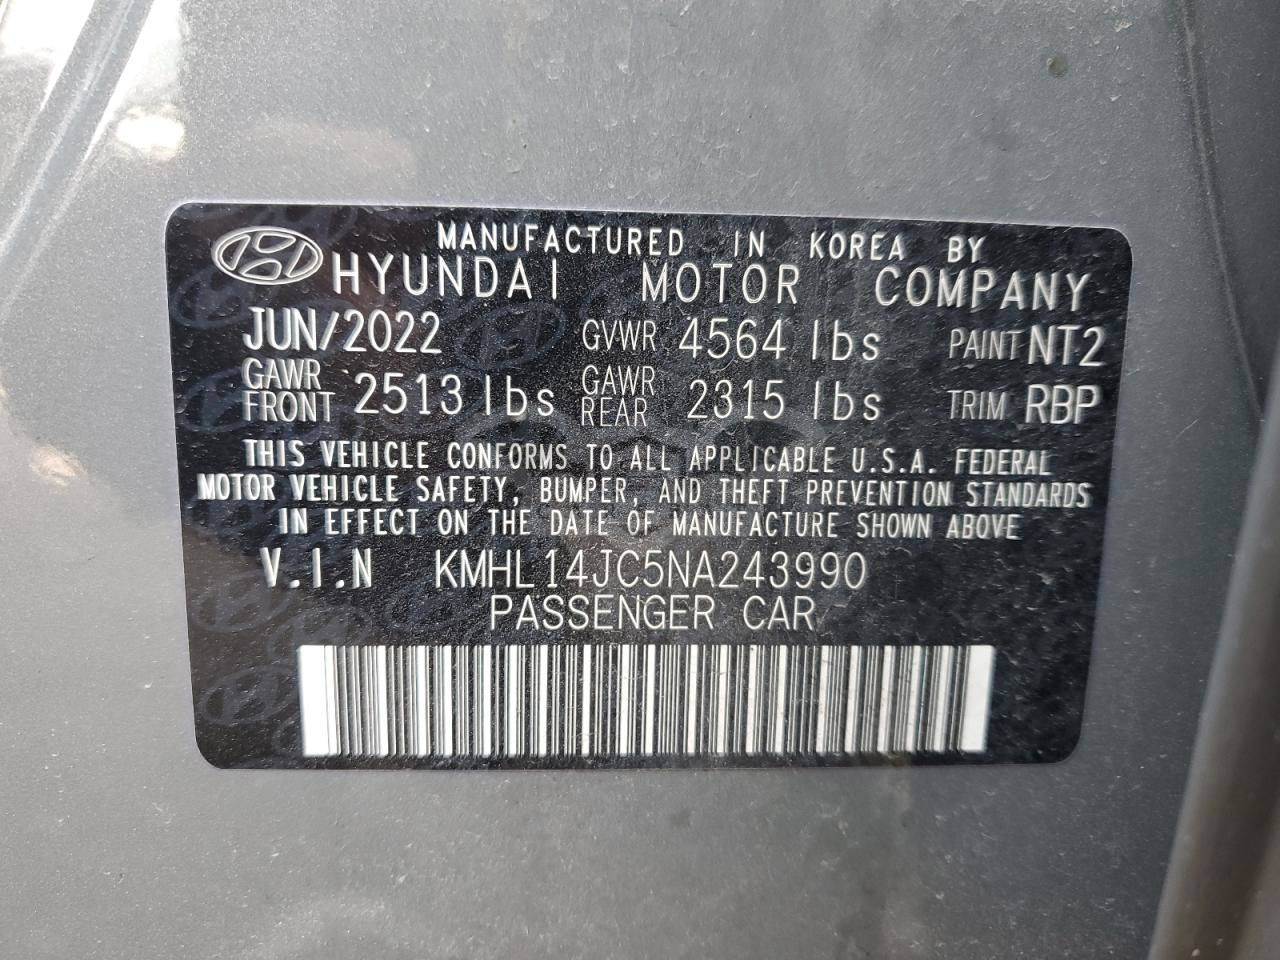 MANUFACTURED IN KOREA BY
HYUNDAI MOTOR COMPANY
JUN/2022 GVWR 4564 lbs PAINT NT2
GAWR FRONT 2513 lbs GAWR REAR 2315 lbs TRIM RBP
THIS VEHICLE CONFORMS TO ALL APPLICABLE U.S.A. FEDERAL
MOTOR VEHICLE SAFETY, BUMPER, AND THEFT PREVENTION STANDARDS
IN EFFECT ON THE DATE OF MANUFACTURE SHOWN ABOVE
V.I.N KMHL14JC5NA243990
PASSENGER CAR